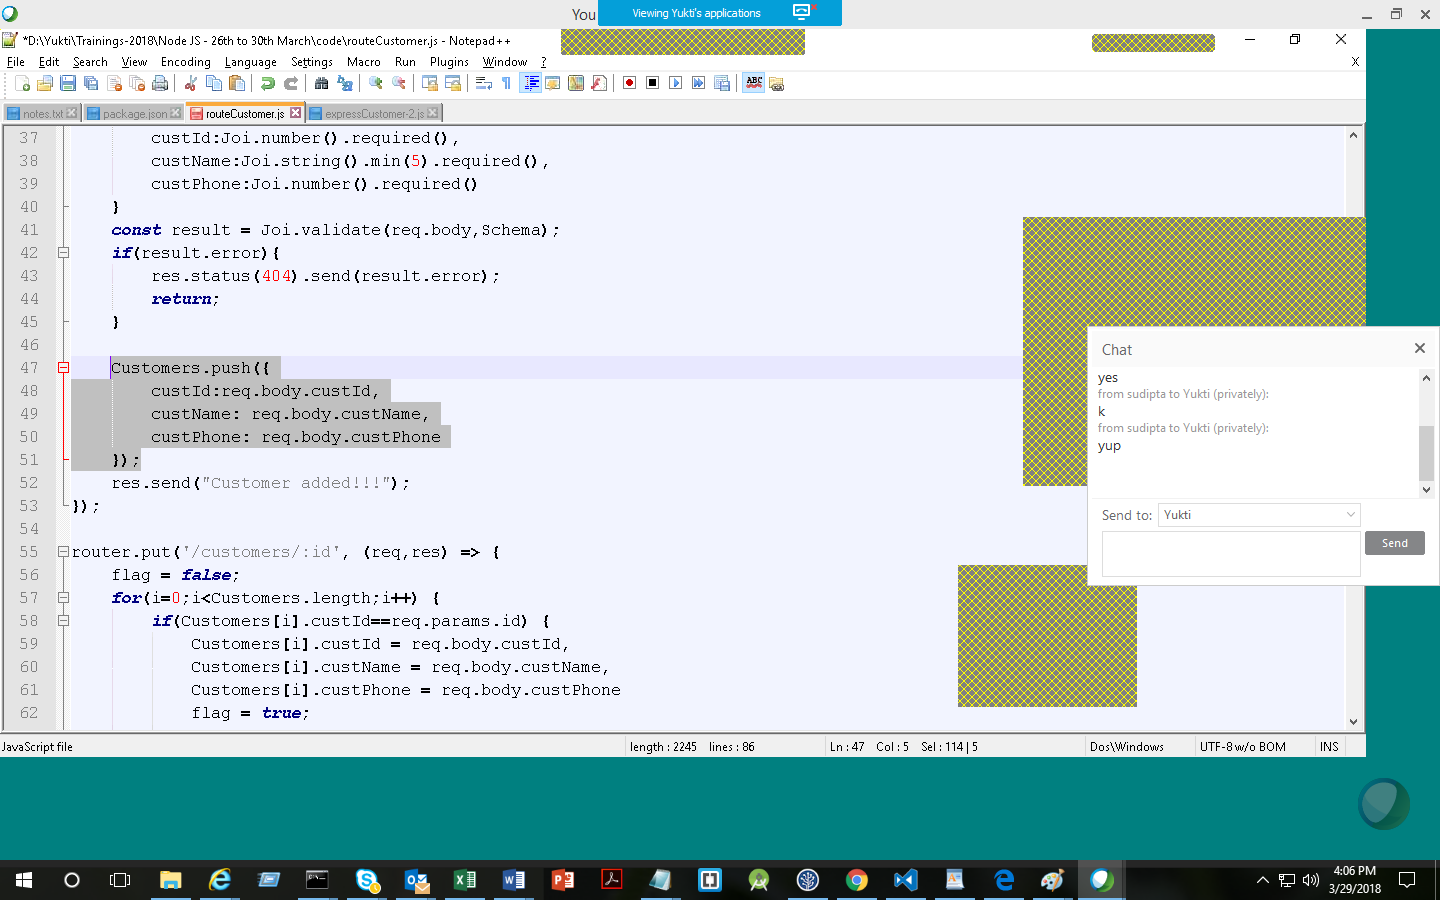 You
Viewing Yukti's applications
*D:\Yukti\Trainings-2018\Node JS - 26th to 30th March\code\routeCustomer.js - Notepad++
File Edit Search View Encoding Language Settings Macro Run Plugins Window ? X
notes.txt package.json routeCustomer.js expressCustomer-2.js
37 custId:Joi.number().required(),
38 custName:Joi.string().min(5).required(),
39 custPhone:Joi.number().required()
40 }
41 const result = Joi.validate(req.body,Schema);
42 if(result.error){
43 res.status(404).send(result.error);
44 return;
45 }
46
47 Customers.push({
48 custId:req.body.custId,
49 custName: req.body.custName,
50 custPhone: req.body.custPhone
51 });
52 res.send("Customer added!!!");
53 });
54
55 router.put('/customers/:id', (req,res) => {
56 flag = false;
57 for(i=0;i<Customers.length;i++) {
58 if(Customers[i].custId==req.params.id) {
59 Customers[i].custId = req.body.custId,
60 Customers[i].custName = req.body.custName,
61 Customers[i].custPhone = req.body.custPhone
62 flag = true;
Chat
yes
from sudipta to Yukti (privately):
k
from sudipta to Yukti (privately):
yup
Send to: Yukti
Send
JavaScript file length : 2245 lines : 86 Ln : 47 Col : 5 Sel : 114 | 5 Dos\Windows UTF-8 w/o BOM INS
4:06 PM
3/29/2018